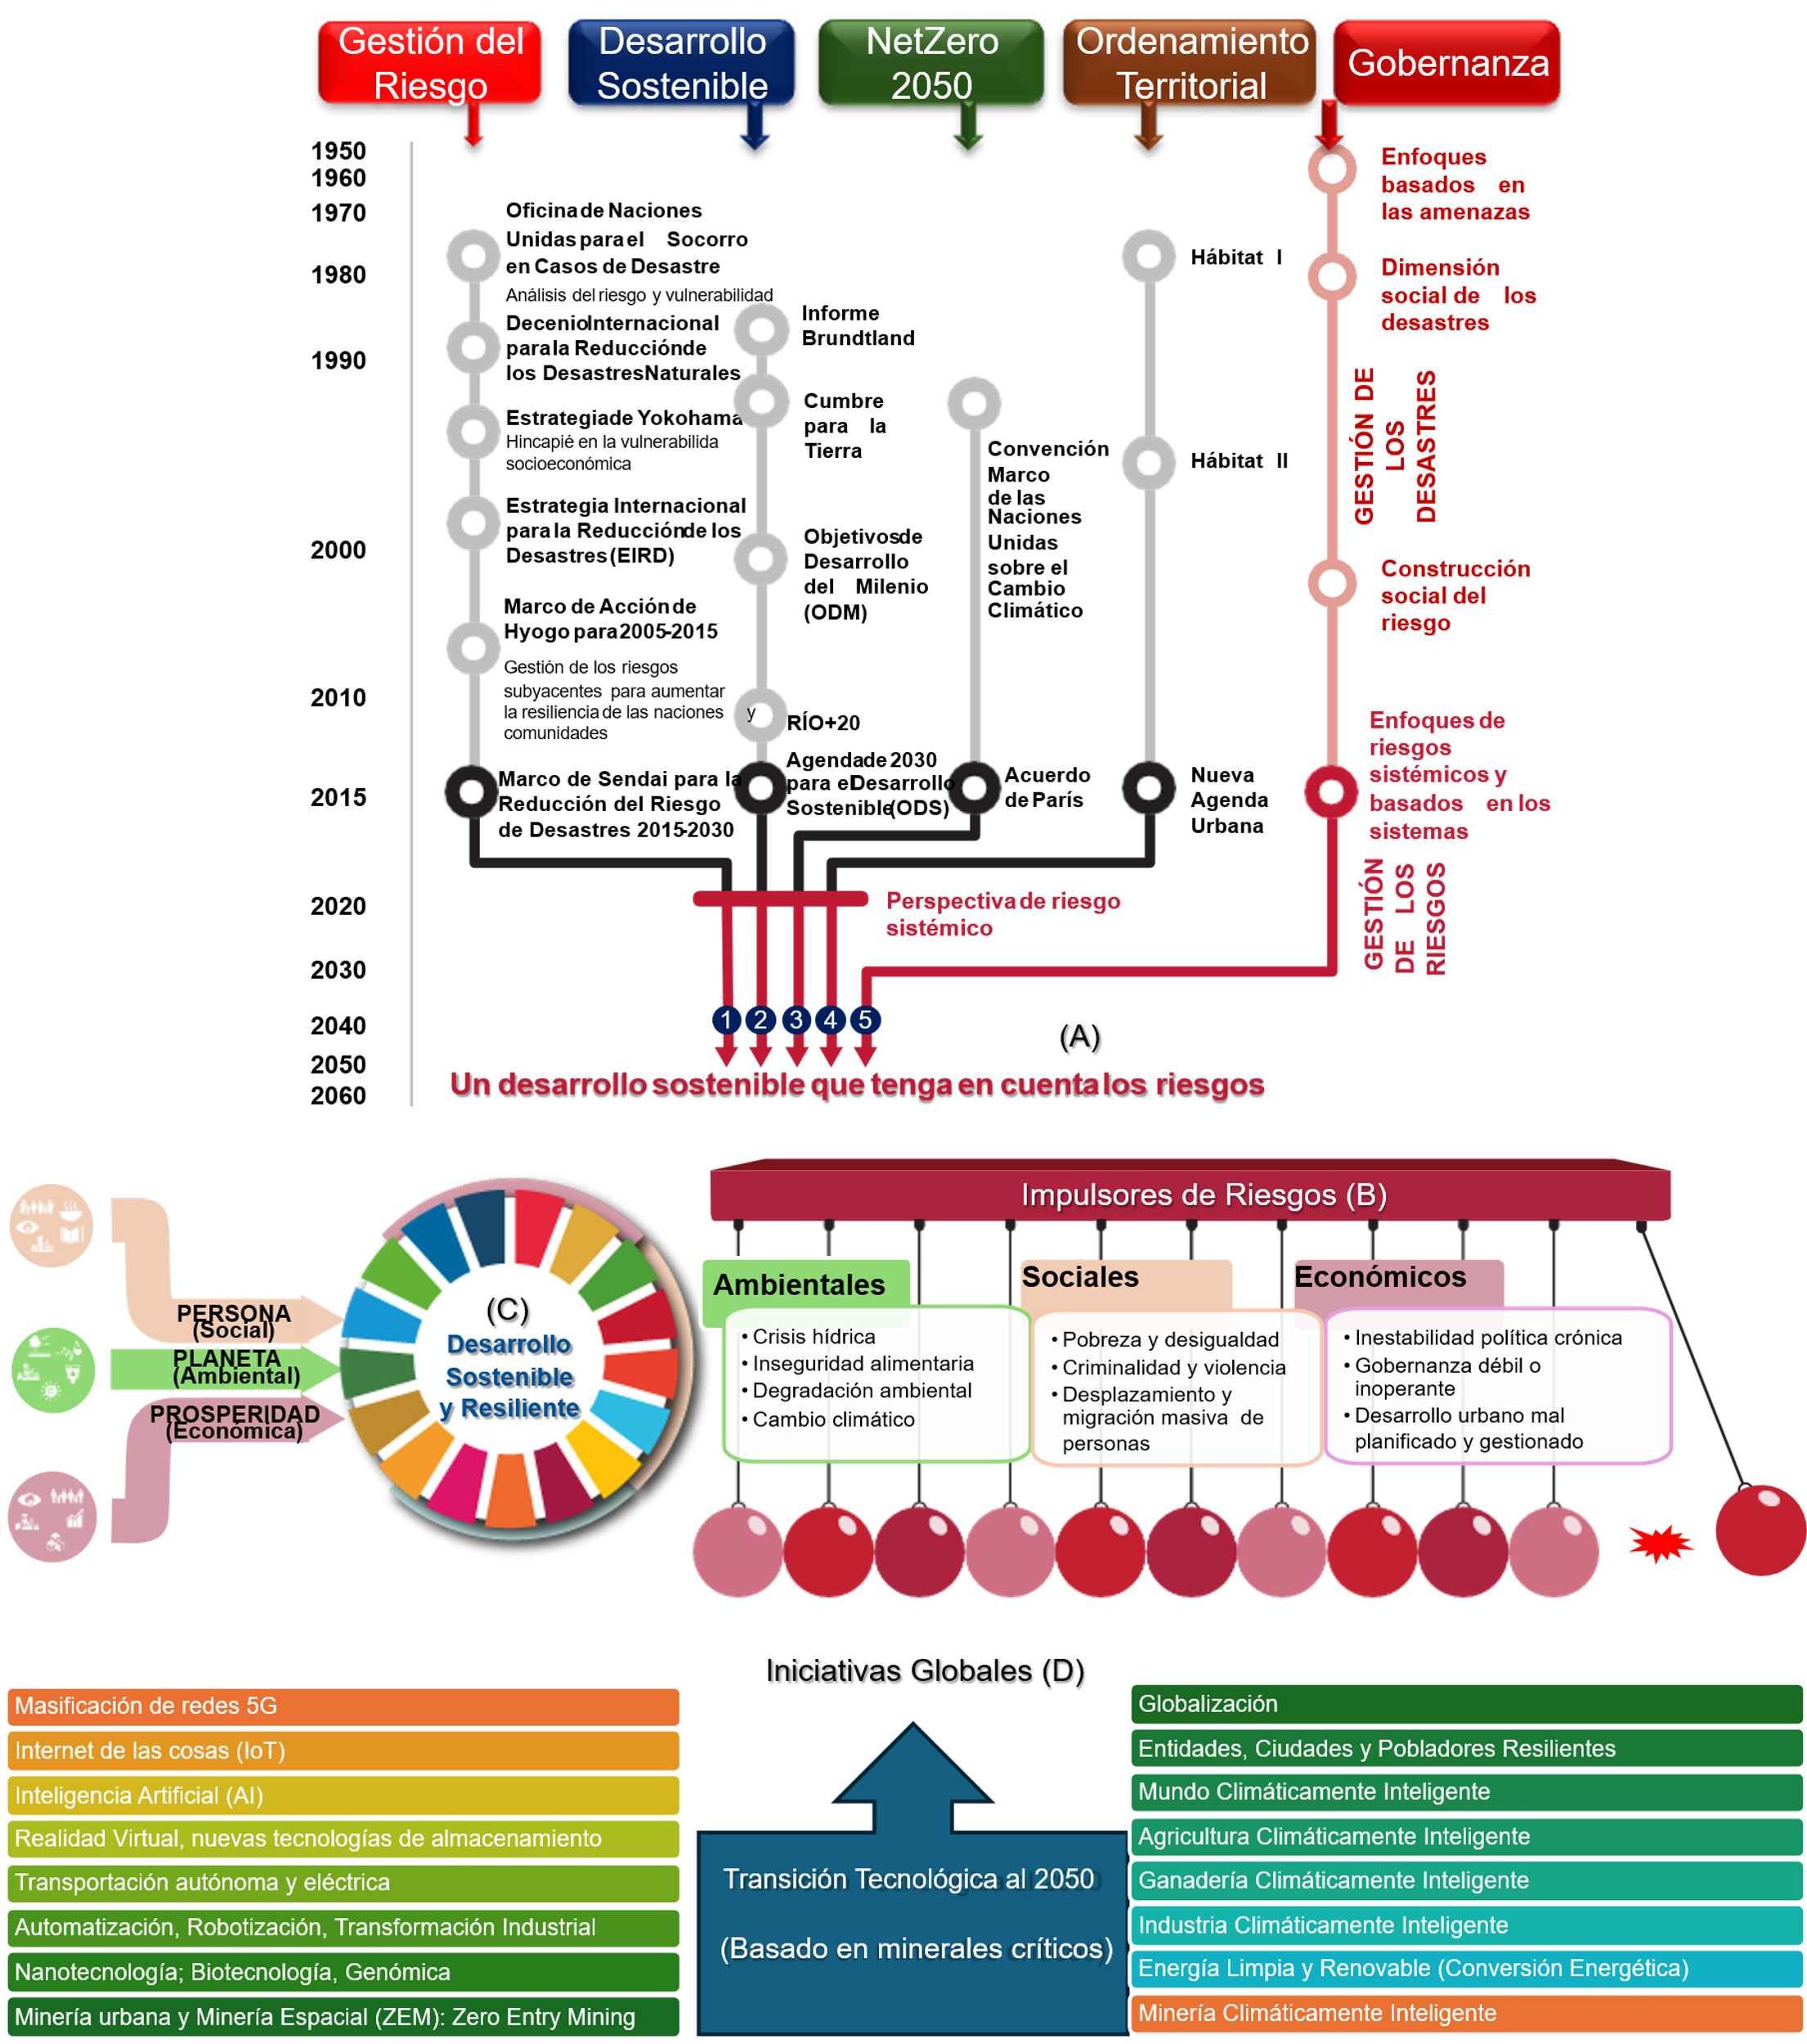 Gestión del
Riesgo
Desarrollo
Sostenible
NetZero
2050
Ordenamiento
Territorial
Gobernanza
1950
1960
1970
1980
1990
2000
2010
2015
2020
2030
2040
2050
2060
Oficina de Naciones
Unidas para el Socorro
en Casos de Desastre
Análisis del riesgo y vulnerabilidad
Decenio Internacional
para la Reducción de
los Desastres Naturales
Estrategia de Yokohama
Hincapié en la vulnerabilida
socioeconómica
Estrategia Internacional
para la Reducción de los
Desastres (EIRD)
Marco de Acción de
Hyogo para 2005-2015
Gestión de los riesgos
subyacentes para aumentar
la resiliencia de las naciones y
comunidades
Marco de Sendai para la
Reducción del Riesgo
de Desastres 2015-2030
Informe
Brundtland
Cumbre
para la
Tierra
Objetivos de
Desarrollo
del Milenio
(ODM)
RÍO+20
Agenda de 2030
para el Desarrollo
Sostenible (ODS)
Convención
Marco
de las
Naciones
Unidas
sobre el
Cambio
Climático
Acuerdo
de París
Hábitat I
Hábitat II
Nueva
Agenda
Urbana
Enfoques
basados en
las amenazas
Dimensión
social de los
desastres
GESTIÓN DE
LOS
DESASTRES
Construcción
social del
riesgo
Enfoques de
riesgos
sistémicos y
basados en los
sistemas
GESTIÓN
DE LOS
RIESGOS
Perspectiva de riesgo
sistémico
1 2 3 4 5
(A)
Un desarrollo sostenible que tenga en cuenta los riesgos
PERSONA
(Social)
PLANETA
(Ambiental)
PROSPERIDAD
(Económica)
(C)
Desarrollo
Sostenible
y Resiliente
Impulsores de Riesgos (B)
Ambientales
• Crisis hídrica
• Inseguridad alimentaria
• Degradación ambiental
• Cambio climático
Sociales
• Pobreza y desigualdad
• Criminalidad y violencia
• Desplazamiento y
migración masiva de
personas
Económicos
• Inestabilidad política crónica
• Gobernanza débil o
inoperante
• Desarrollo urbano mal
planificado y gestionado
Iniciativas Globales (D)
Masificación de redes 5G
Internet de las cosas (IoT)
Inteligencia Artificial (AI)
Realidad Virtual, nuevas tecnologías de almacenamiento
Transportación autónoma y eléctrica
Automatización, Robotización, Transformación Industrial
Nanotecnología; Biotecnología, Genómica
Minería urbana y Minería Espacial (ZEM): Zero Entry Mining
Transición Tecnológica al 2050
(Basado en minerales críticos)
Globalización
Entidades, Ciudades y Pobladores Resilientes
Mundo Climáticamente Inteligente
Agricultura Climáticamente Inteligente
Ganadería Climáticamente Inteligente
Industria Climáticamente Inteligente
Energía Limpia y Renovable (Conversión Energética)
Minería Climáticamente Inteligente